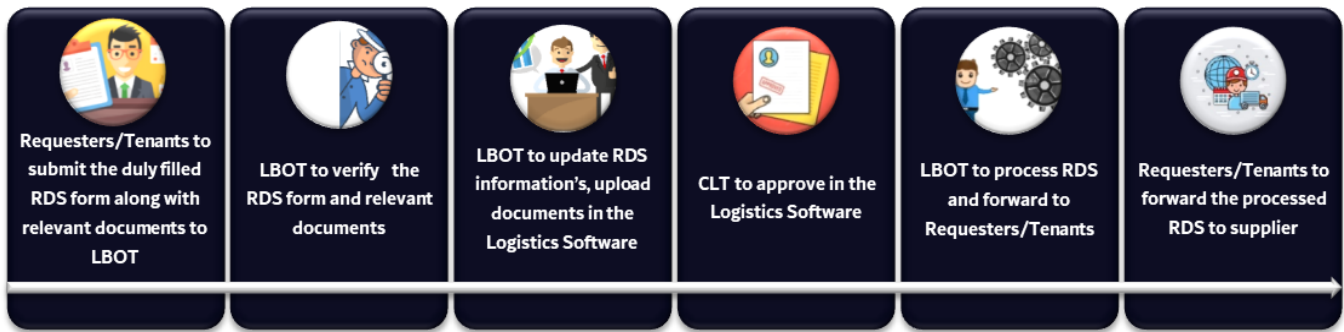 Requesters/Tenants to
submit the duly filled
RDS form along with
relevant documents to
LBOT
LBOT to verify the
RDS form and relevant
documents
LBOT to update RDS
information's, upload
documents in the
Logistics Software
CLT to approve in the
Logistics Software
LBOT to process RDS
and forward to
Requesters/Tenants
Requesters/Tenants to
forward the processed
RDS to supplier